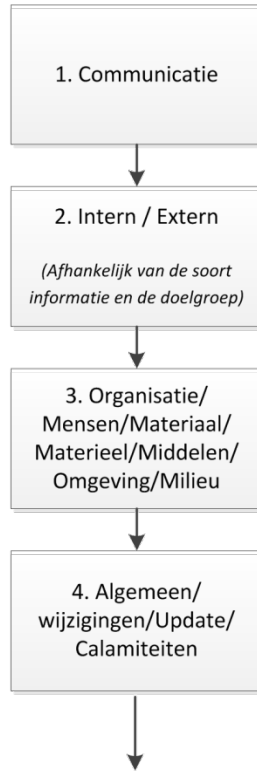 1. Communicatie
2. Intern / Extern
(Afhankelijk van de soort
informatie en de doelgroep)
3. Organisatie/
Mensen/Materiaal/
Materieel/Middelen/
Omgeving/Milieu
4. Algemeen/
wijzigingen/Update/
Calamiteiten